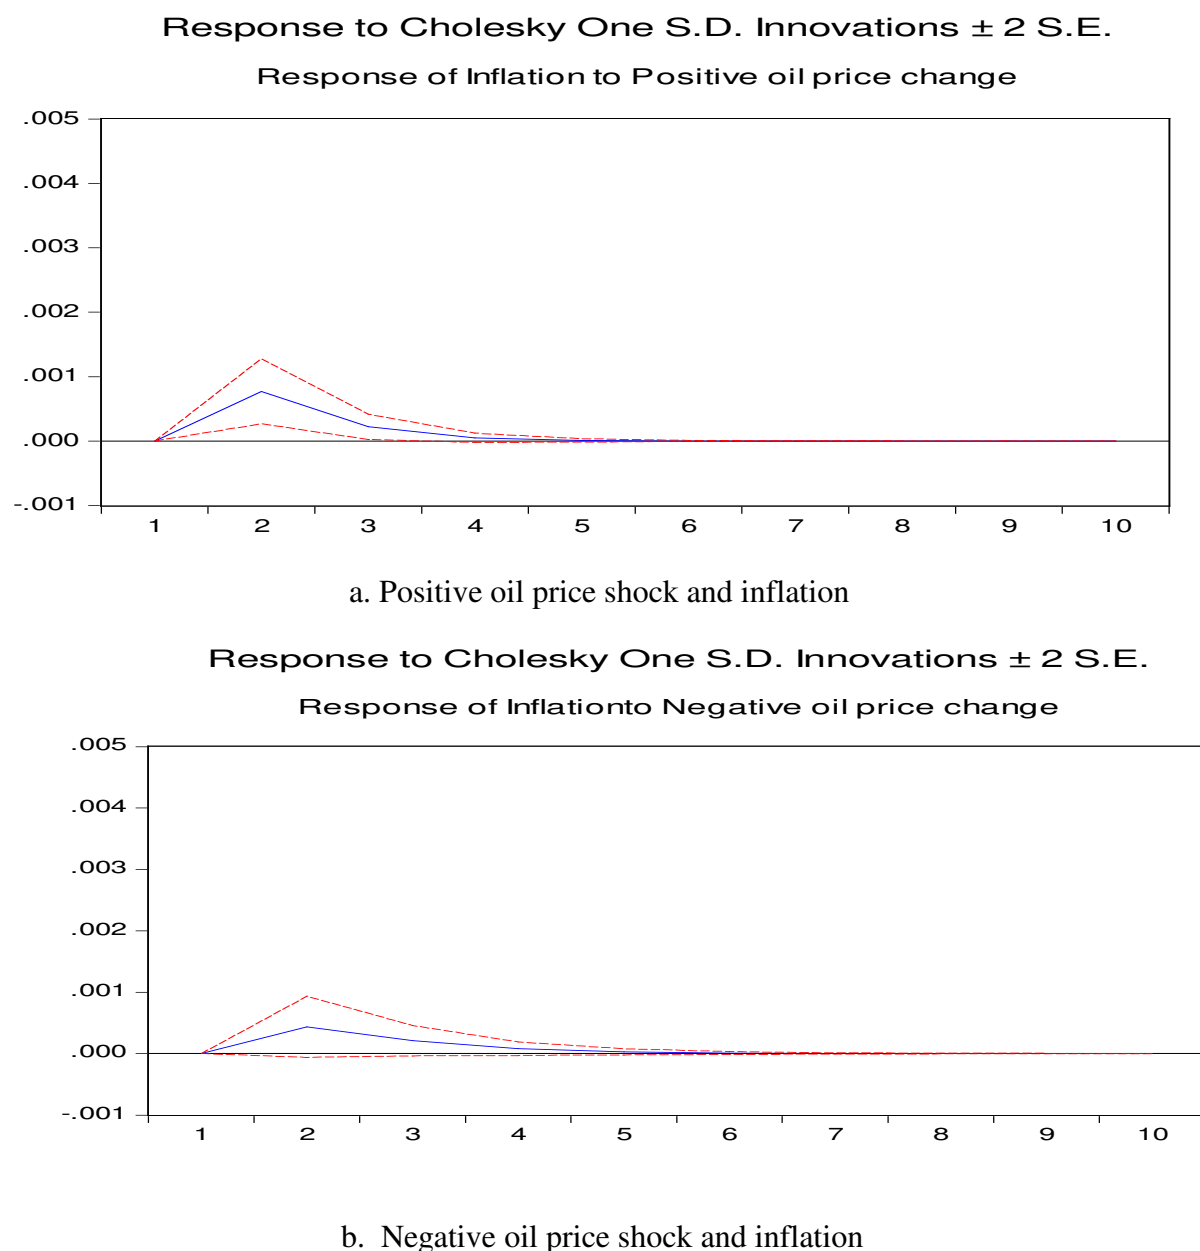 Response to Cholesky One S.D. Innovations ± 2 S.E.
Response of Inflation to Positive oil price change
.005
.004
.003
.002
.001
.000
-.001
1 2 3 4 5 6 7 8 9 10
a. Positive oil price shock and inflation
Response to Cholesky One S.D. Innovations ± 2 S.E.
Response of Inflationto Negative oil price change
.005
.004
.003
.002
.001
.000
-.001
1 2 3 4 5 6 7 8 9 10
b. Negative oil price shock and inflation